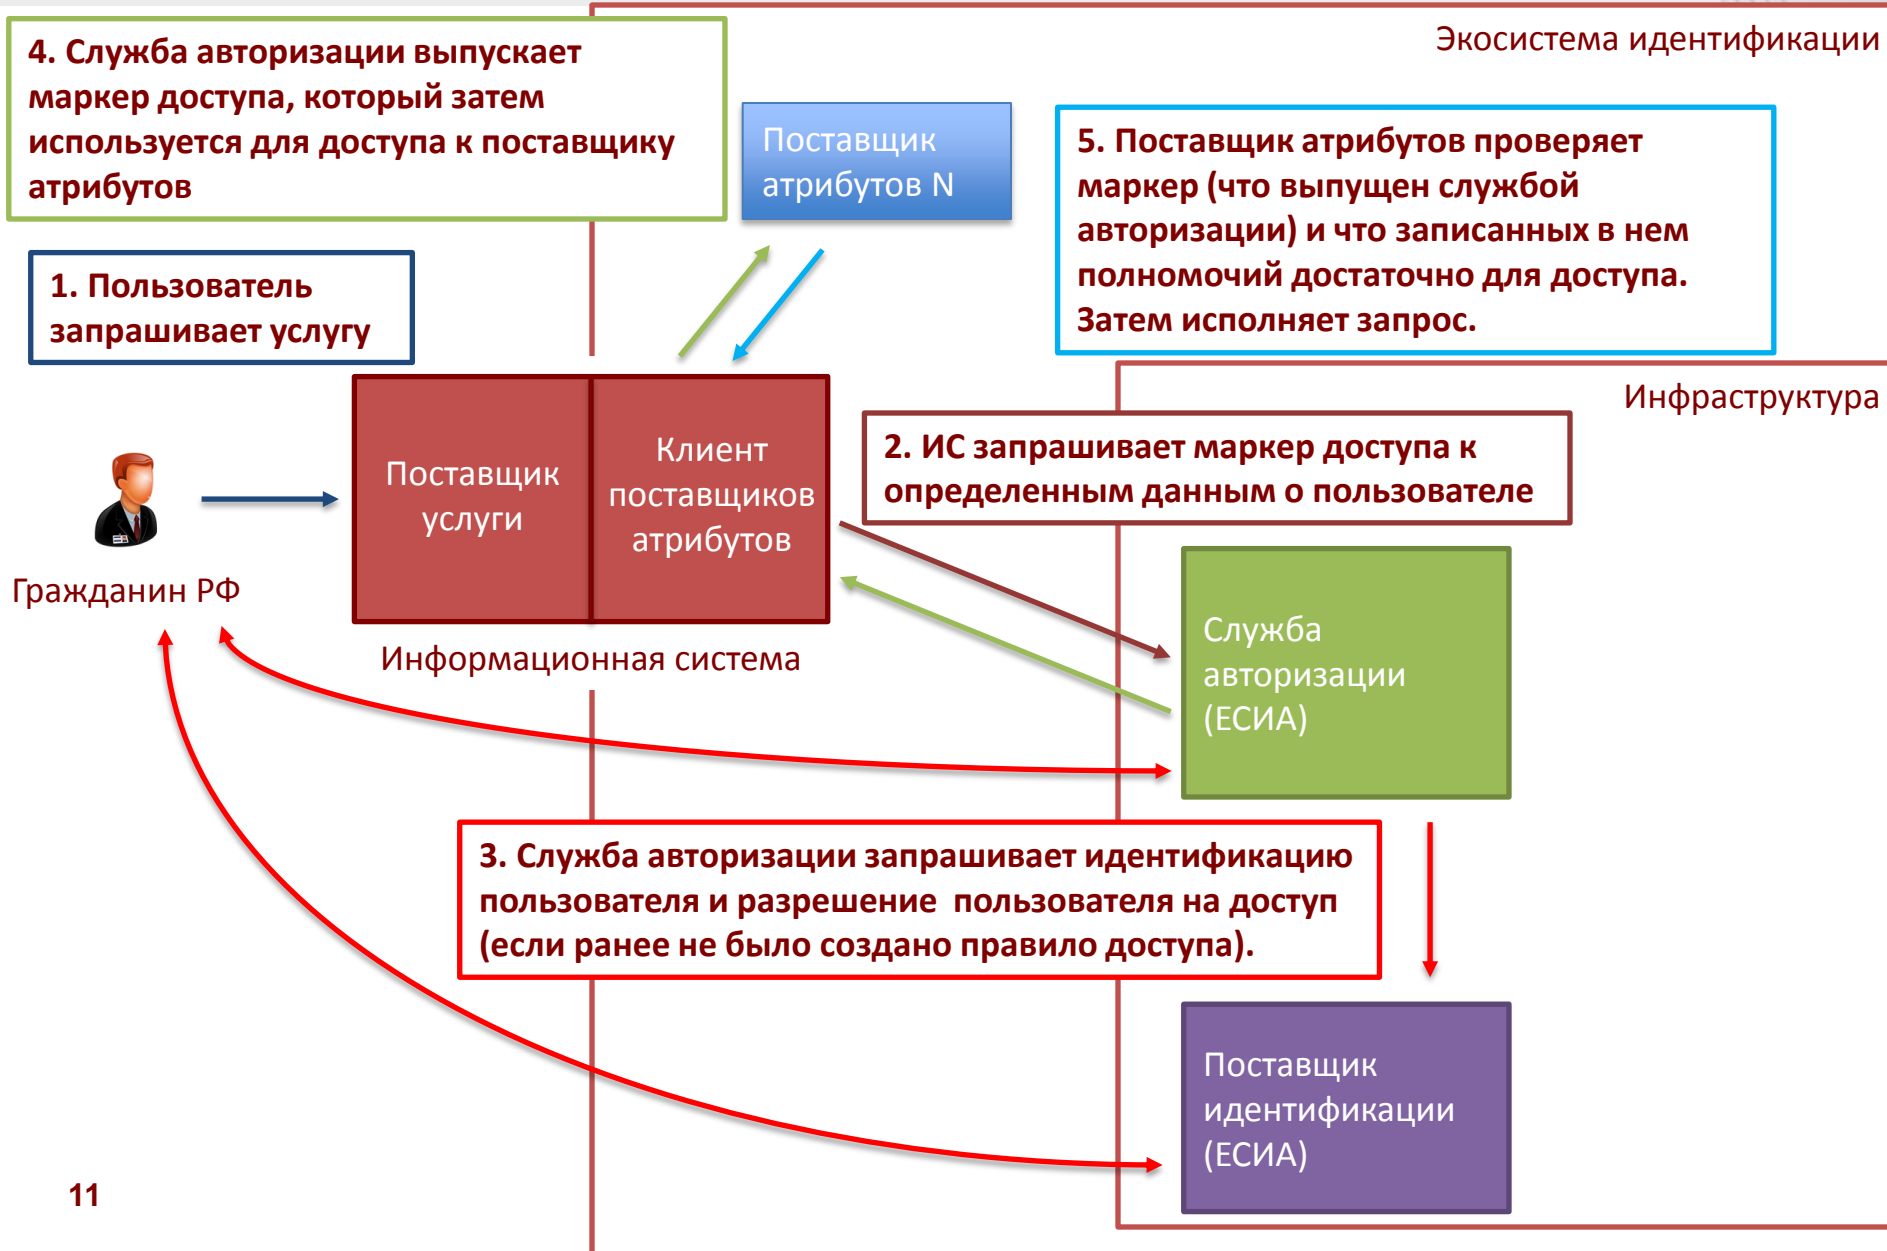 Экосистема идентификации
4. Служба авторизации выпускает
маркер доступа, который затем
используется для доступа к поставщику
атрибутов
Поставщик
атрибутов N
5. Поставщик атрибутов проверяет
маркер (что выпущен службой
авторизации) и что записанных в нем
полномочий достаточно для доступа.
Затем исполняет запрос.
1. Пользователь
запрашивает услугу
Инфраструктура
Поставщик
услуги
Клиент
поставщиков
атрибутов
2. ИС запрашивает маркер доступа к
определенным данным о пользователе
Гражданин РФ
Информационная система
Служба
авторизации
(ЕСИА)
3. Служба авторизации запрашивает идентификацию
пользователя и разрешение  пользователя на доступ
(если ранее не было создано правило доступа).
Поставщик
идентификации
(ЕСИА)
11